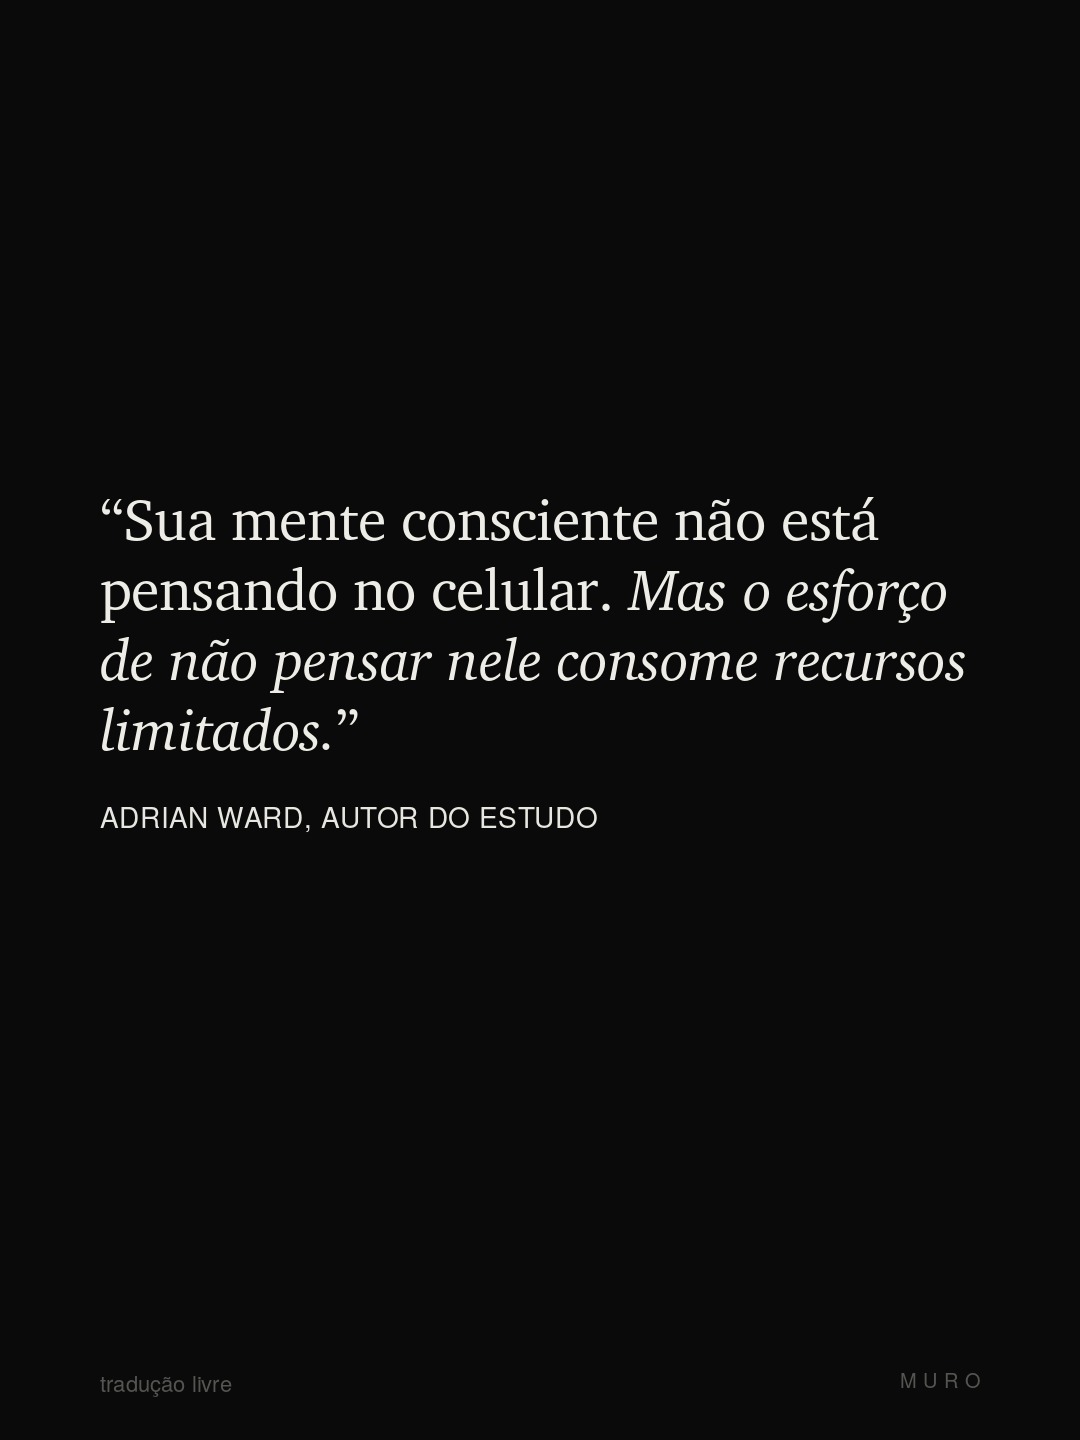 “Sua mente consciente não está
pensando no celular. Mas o esforço
de não pensar nele consome recursos
limitados.”
ADRIAN WARD, AUTOR DO ESTUDO
tradução livre
MURO